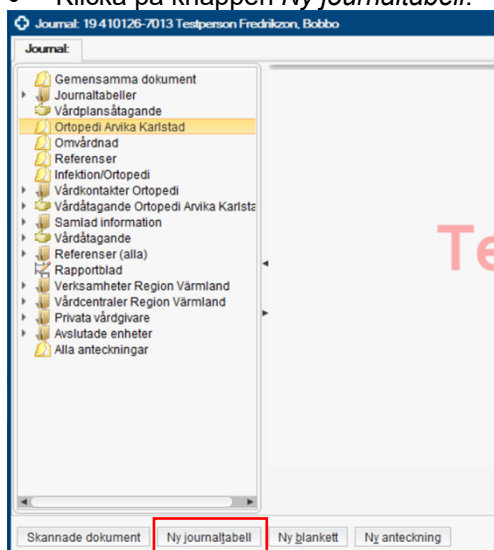 • Klicka på knappen Ny journaltabell.
Journal: 19 410126-7013 Testperson Fredrikzon, Bobbo
Journal:
Gemensamma dokument
Journaltabeller
Vårdplansåtagande
Ortopedi Arvika Karlstad
Omvårdnad
Referenser
Infektion/Ortopedi
Vårdkontakter Ortopedi
Vårdåtagande Ortopedi Arvika Karlsta
Samlad information
Vårdåtagande
Referenser (alla)
Rapportblad
Verksamheter Region Värmland
Vårdcentraler Region Värmland
Privata vårdgivare
Avslutade enheter
Alla anteckningar
Te
Skannade dokument Ny journaltabell Ny blankett Ny anteckning